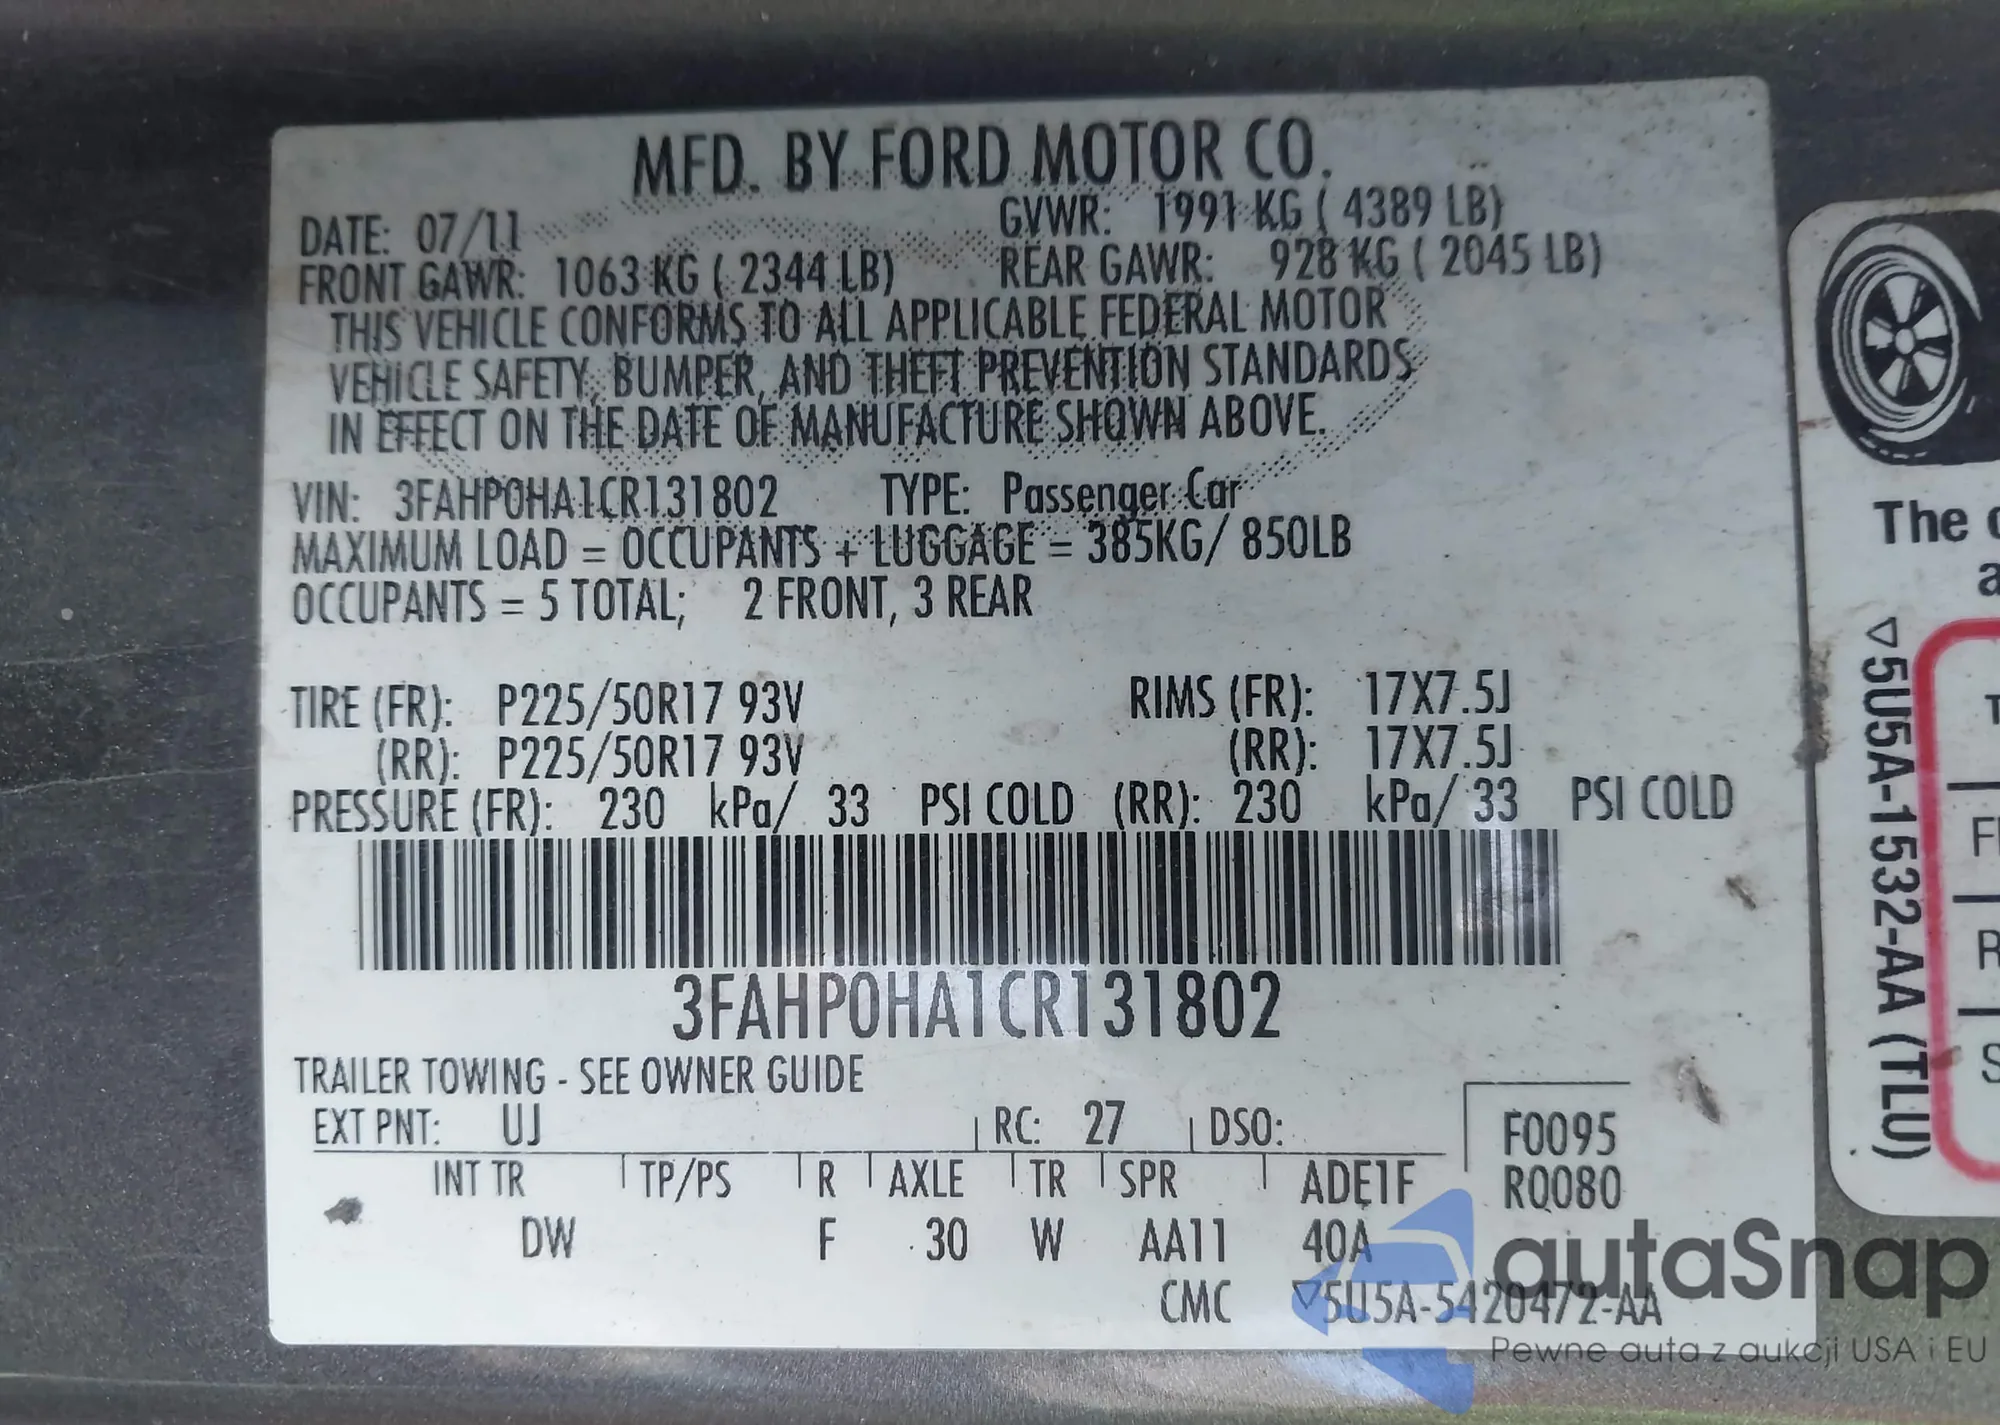 MFD. BY FORD MOTOR CO.
DATE: 07/11 GVWR: 1991 KG ( 4389 LB)
FRONT GAWR: 1063 KG ( 2344 LB) REAR GAWR: 928 KG ( 2045 LB)
THIS VEHICLE CONFORMS TO ALL APPLICABLE FEDERAL MOTOR
VEHICLE SAFETY, BUMPER, AND THEFT PREVENTION STANDARDS
IN EFFECT ON THE DATE OF MANUFACTURE SHOWN ABOVE.
VIN: 3FAHP0HA1CR131802 TYPE: Passenger Car
MAXIMUM LOAD = OCCUPANTS + LUGGAGE = 385KG/ 850LB
OCCUPANTS = 5 TOTAL; 2 FRONT, 3 REAR
TIRE (FR): P225/50R17 93V RIMS (FR): 17X7.5J
(RR): P225/50R17 93V (RR): 17X7.5J
PRESSURE (FR): 230 kPa/ 33 PSI COLD (RR): 230 kPa/ 33 PSI COLD
3FAHP0HA1CR131802
TRAILER TOWING - SEE OWNER GUIDE
EXT PNT: UJ RC: 27 DSO:
F0095
R0080
INT TR TP/PS R AXLE TR SPR ADE1F
DW F 30 W AA11 40A
CMC ▽5U5A-5420472-AA
The
▽5U5A-1532-AA (TLU)
autaSnap
Pewne auta z aukcji USA i EU